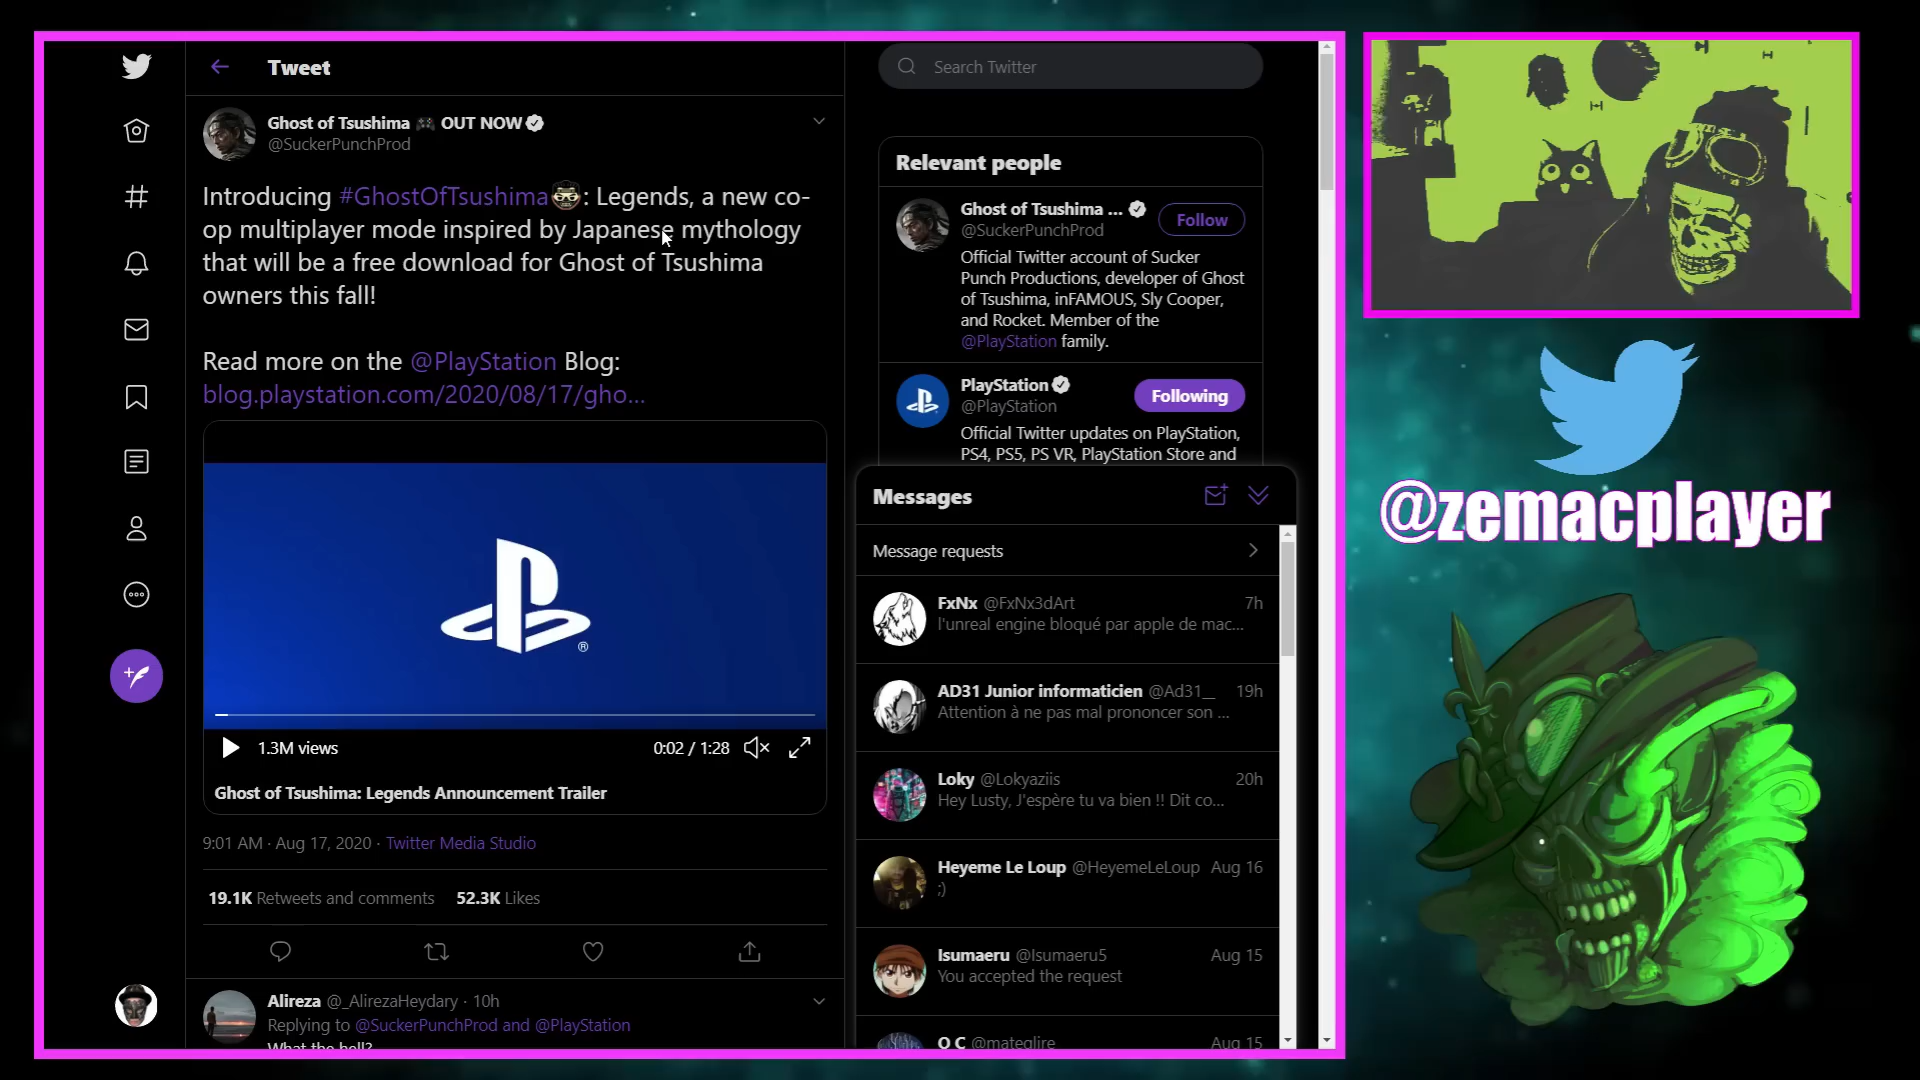 Tweet
Ghost of Tsushima 🎮 OUT NOW
@SuckerPunchProd
Introducing #GhostOfTsushima: Legends, a new co-
op multiplayer mode inspired by Japanese mythology
that will be a free download for Ghost of Tsushima
owners this fall!
Read more on the @PlayStation Blog:
blog.playstation.com/2020/08/17/gho...
®
1.3M views
0:02 / 1:28
Ghost of Tsushima: Legends Announcement Trailer
9:01 AM · Aug 17, 2020 · Twitter Media Studio
19.1K Retweets and comments 52.3K Likes
Alireza @_AlirezaHeydary · 10h
Replying to @SuckerPunchProd and @PlayStation
What the hell?
Search Twitter
Relevant people
Ghost of Tsushima ...
@SuckerPunchProd
Follow
Official Twitter account of Sucker
Punch Productions, developer of Ghost
of Tsushima, inFAMOUS, Sly Cooper,
and Rocket. Member of the
@PlayStation family.
PlayStation
@PlayStation
Following
Official Twitter updates on PlayStation,
PS4, PS5, PS VR, PlayStation Store and
Messages
Message requests
FxNx @FxNx3dArt 7h
l'unreal engine bloqué par apple de mac...
AD31 Junior informaticien @Ad31__ 19h
Attention à ne pas mal prononcer son ...
Loky @Lokyaziis 20h
Hey Lusty, J'espère tu va bien !! Dit co...
Heyeme Le Loup @HeyemeLeLoup Aug 16
;)
Isumaeru @Isumaeru5 Aug 15
You accepted the request
O C @mateglire Aug 15
@zemacplayer